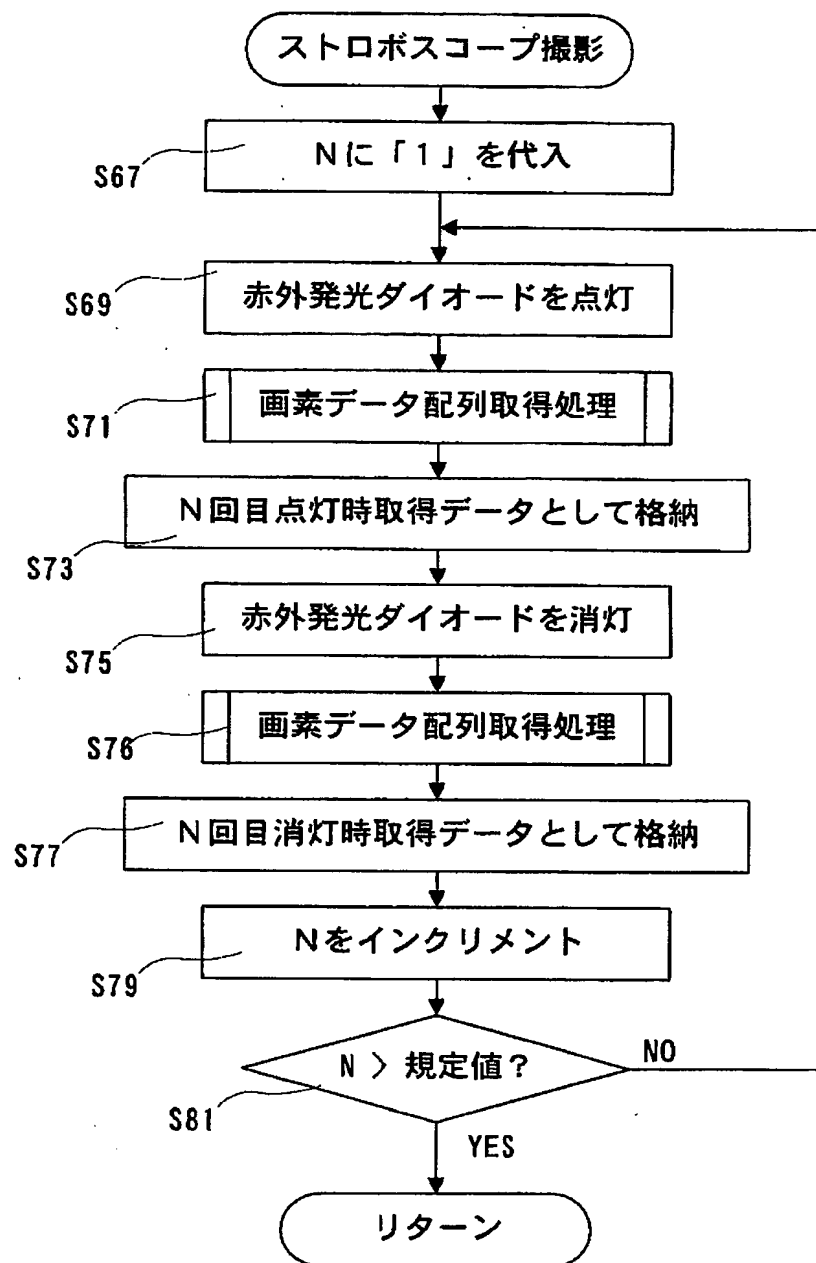 ストロボスコープ撮影
Nに「1」を代入
S67
赤外発光ダイオードを点灯
S69
画素データ配列取得処理
S71
N回目点灯時取得データとして格納
S73
赤外発光ダイオードを消灯
S75
画素データ配列取得処理
S76
N回目消灯時取得データとして格納
S77
Nをインクリメント
S79
N > 規定値?
NO
S81
YES
リターン